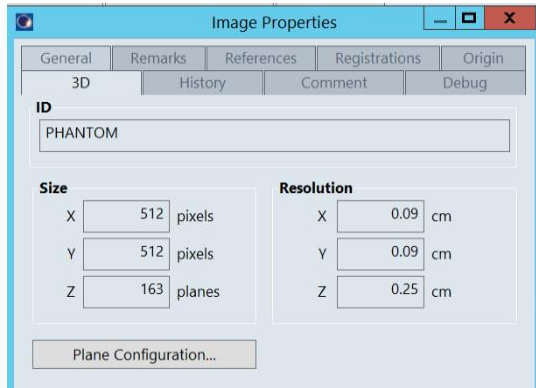 Image Properties
X
General Remarks References Registrations Origin
3D History Comment Debug
ID
PHANTOM
Size
X 512 pixels
Y 512 pixels
Z 163 planes
Resolution
X 0.09 cm
Y 0.09 cm
Z 0.25 cm
Plane Configuration...